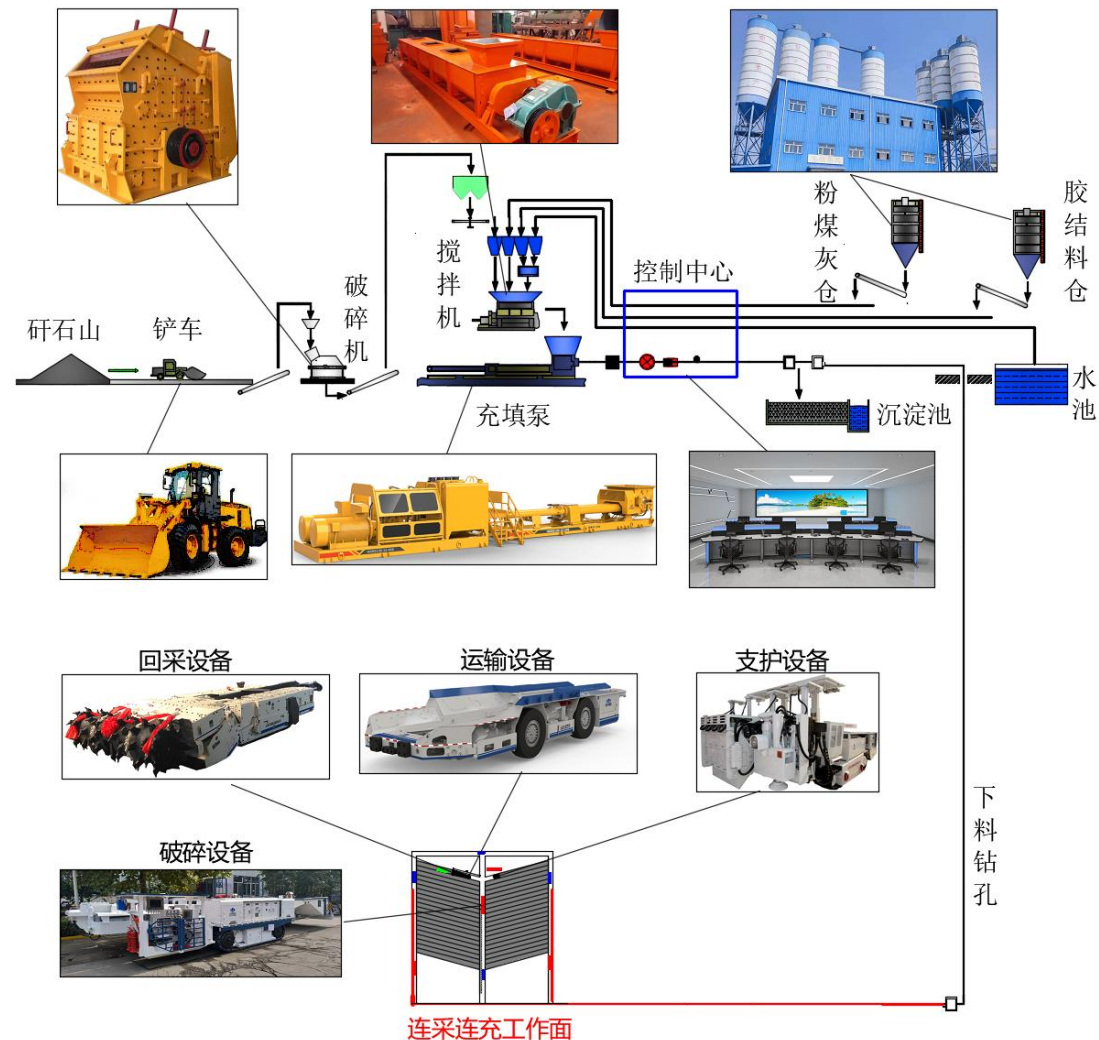 粉煤灰仓
胶结料仓
搅拌机
控制中心
破碎机
矸石山
铲车
充填泵
沉淀池
水池
回采设备
运输设备
支护设备
下料钻孔
破碎设备
连采连充工作面